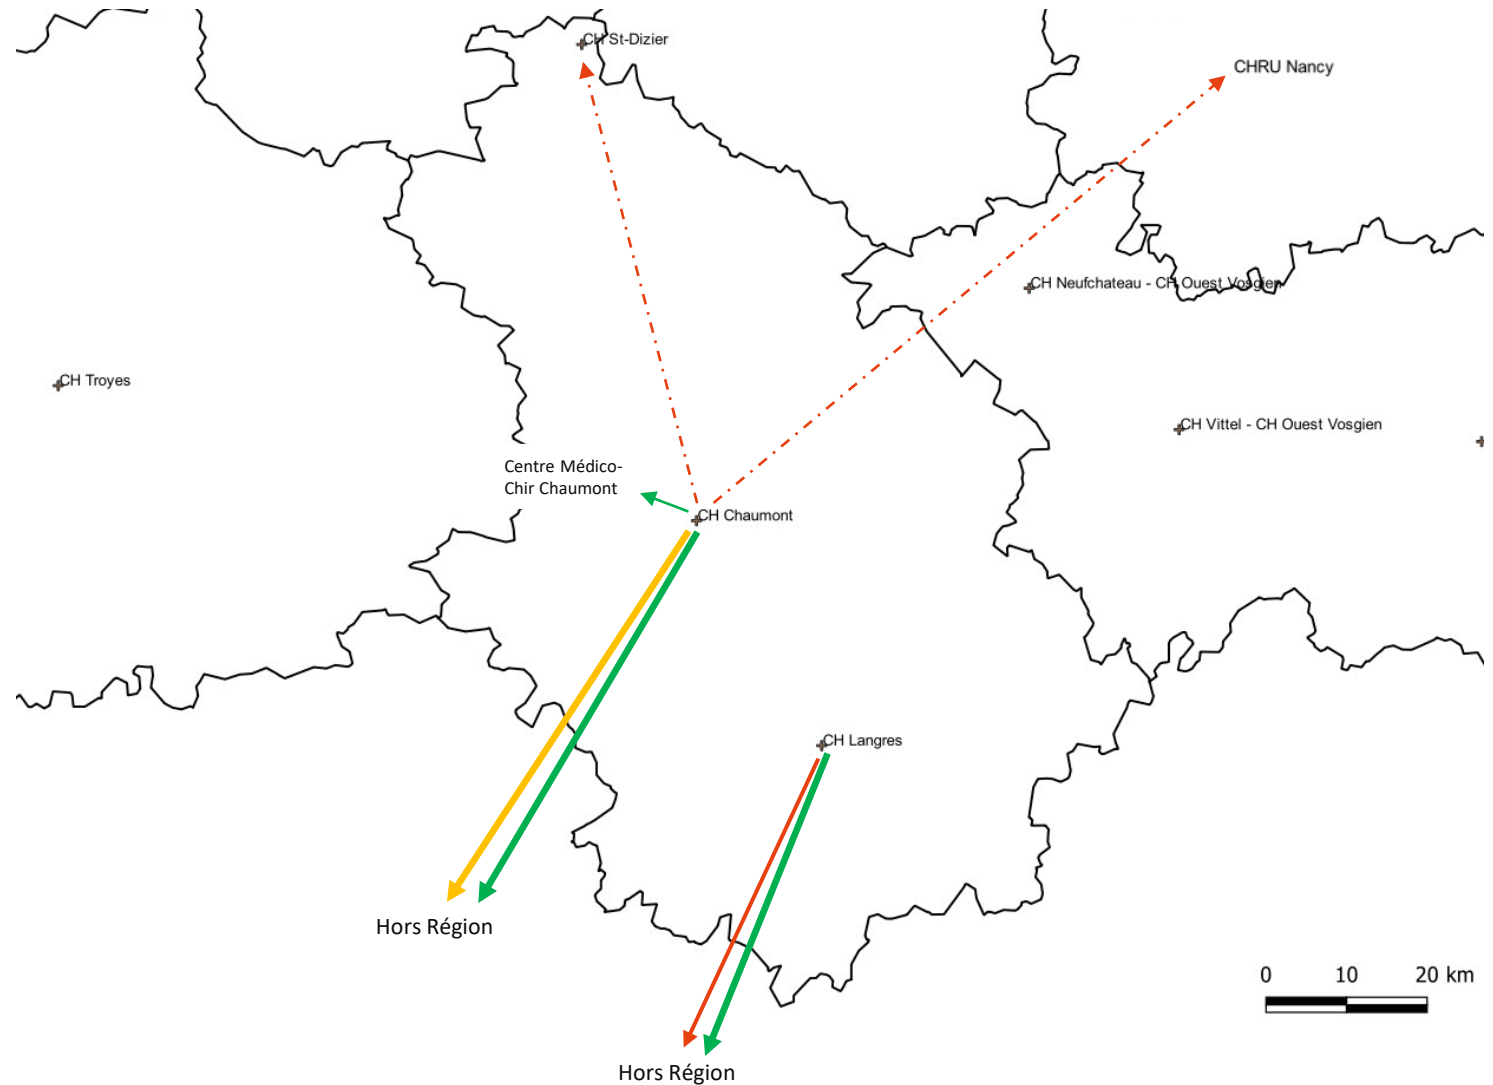 CH St-Dizier
CHRU Nancy
CH Neufchateau - CH Ouest Vosgien
CH Troyes
CH Vittel - CH Ouest Vosgien
Centre Médico-
Chir Chaumont
CH Chaumont
CH Langres
Hors Région
0 10 20 km
Hors Région